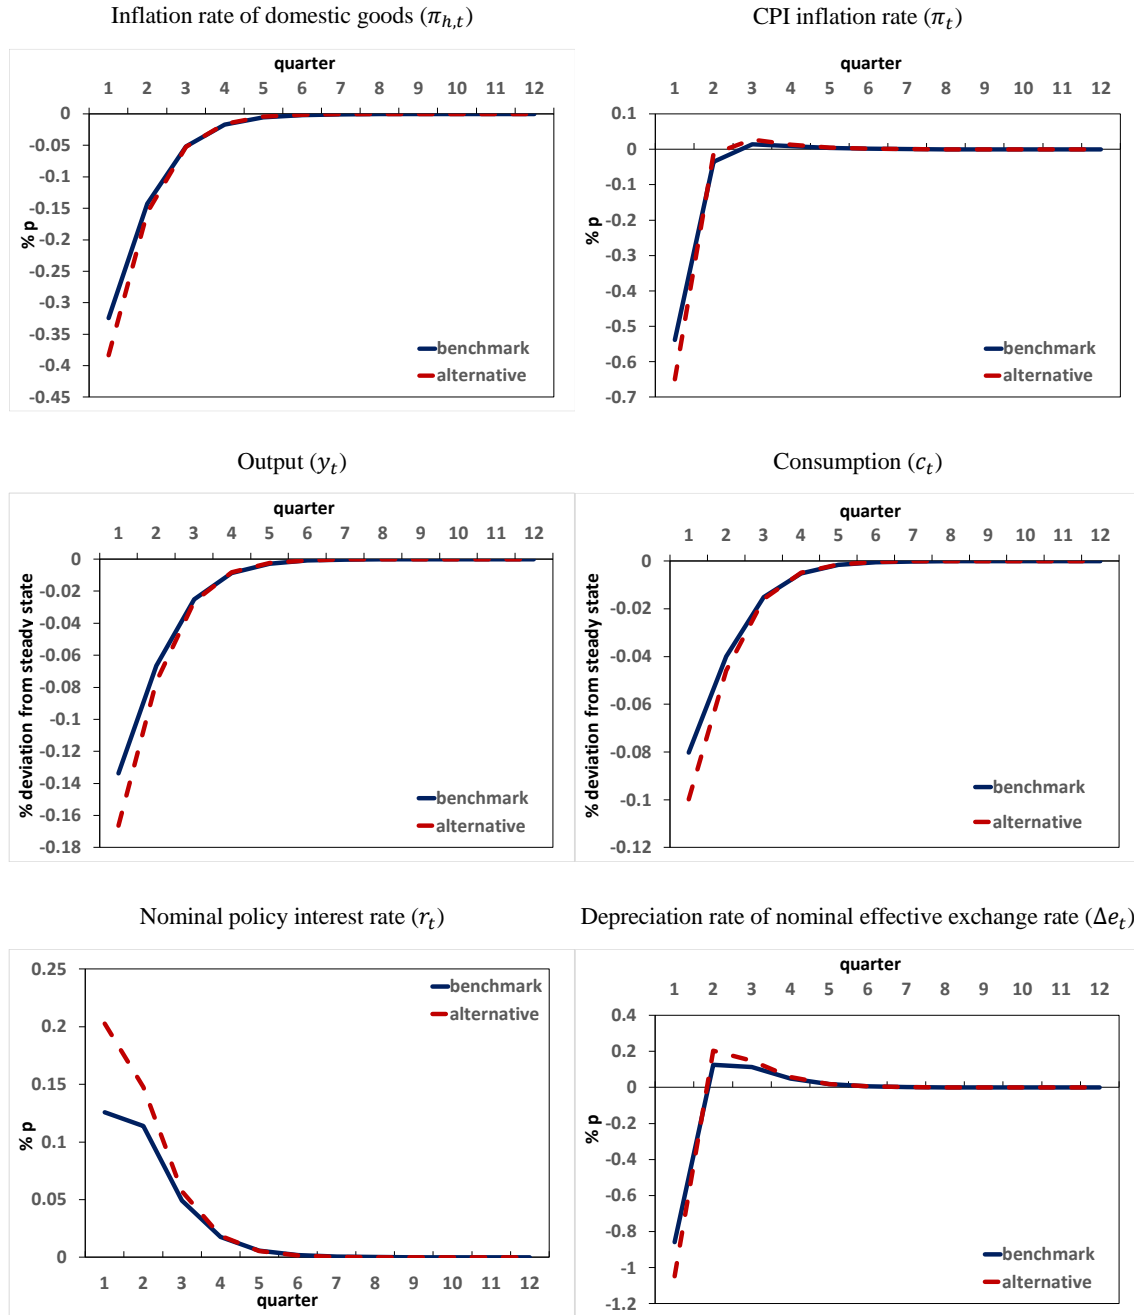 Inflation rate of domestic goods (π_{h,t})
quarter
1 2 3 4 5 6 7 8 9 10 11 12
0
-0.05
-0.1
-0.15
-0.2
-0.25
-0.3
-0.35
-0.4
-0.45
% p
benchmark
alternative
CPI inflation rate (π_t)
quarter
1 2 3 4 5 6 7 8 9 10 11 12
0.1
0
-0.1
-0.2
-0.3
-0.4
-0.5
-0.6
-0.7
% p
benchmark
alternative
Output (y_t)
quarter
1 2 3 4 5 6 7 8 9 10 11 12
0
-0.02
-0.04
-0.06
-0.08
-0.1
-0.12
-0.14
-0.16
-0.18
% deviation from steady state
benchmark
alternative
Consumption (c_t)
quarter
1 2 3 4 5 6 7 8 9 10 11 12
0
-0.02
-0.04
-0.06
-0.08
-0.1
-0.12
% deviation from steady state
benchmark
alternative
Nominal policy interest rate (r_t)
0.25
0.2
0.15
0.1
0.05
0
% p
benchmark
alternative
1 2 3 4 5 6 7 8 9 10 11 12
quarter
Depreciation rate of nominal effective exchange rate (Δe_t)
quarter
1 2 3 4 5 6 7 8 9 10 11 12
0.4
0.2
0
-0.2
-0.4
-0.6
-0.8
-1
-1.2
% p
benchmark
alternative